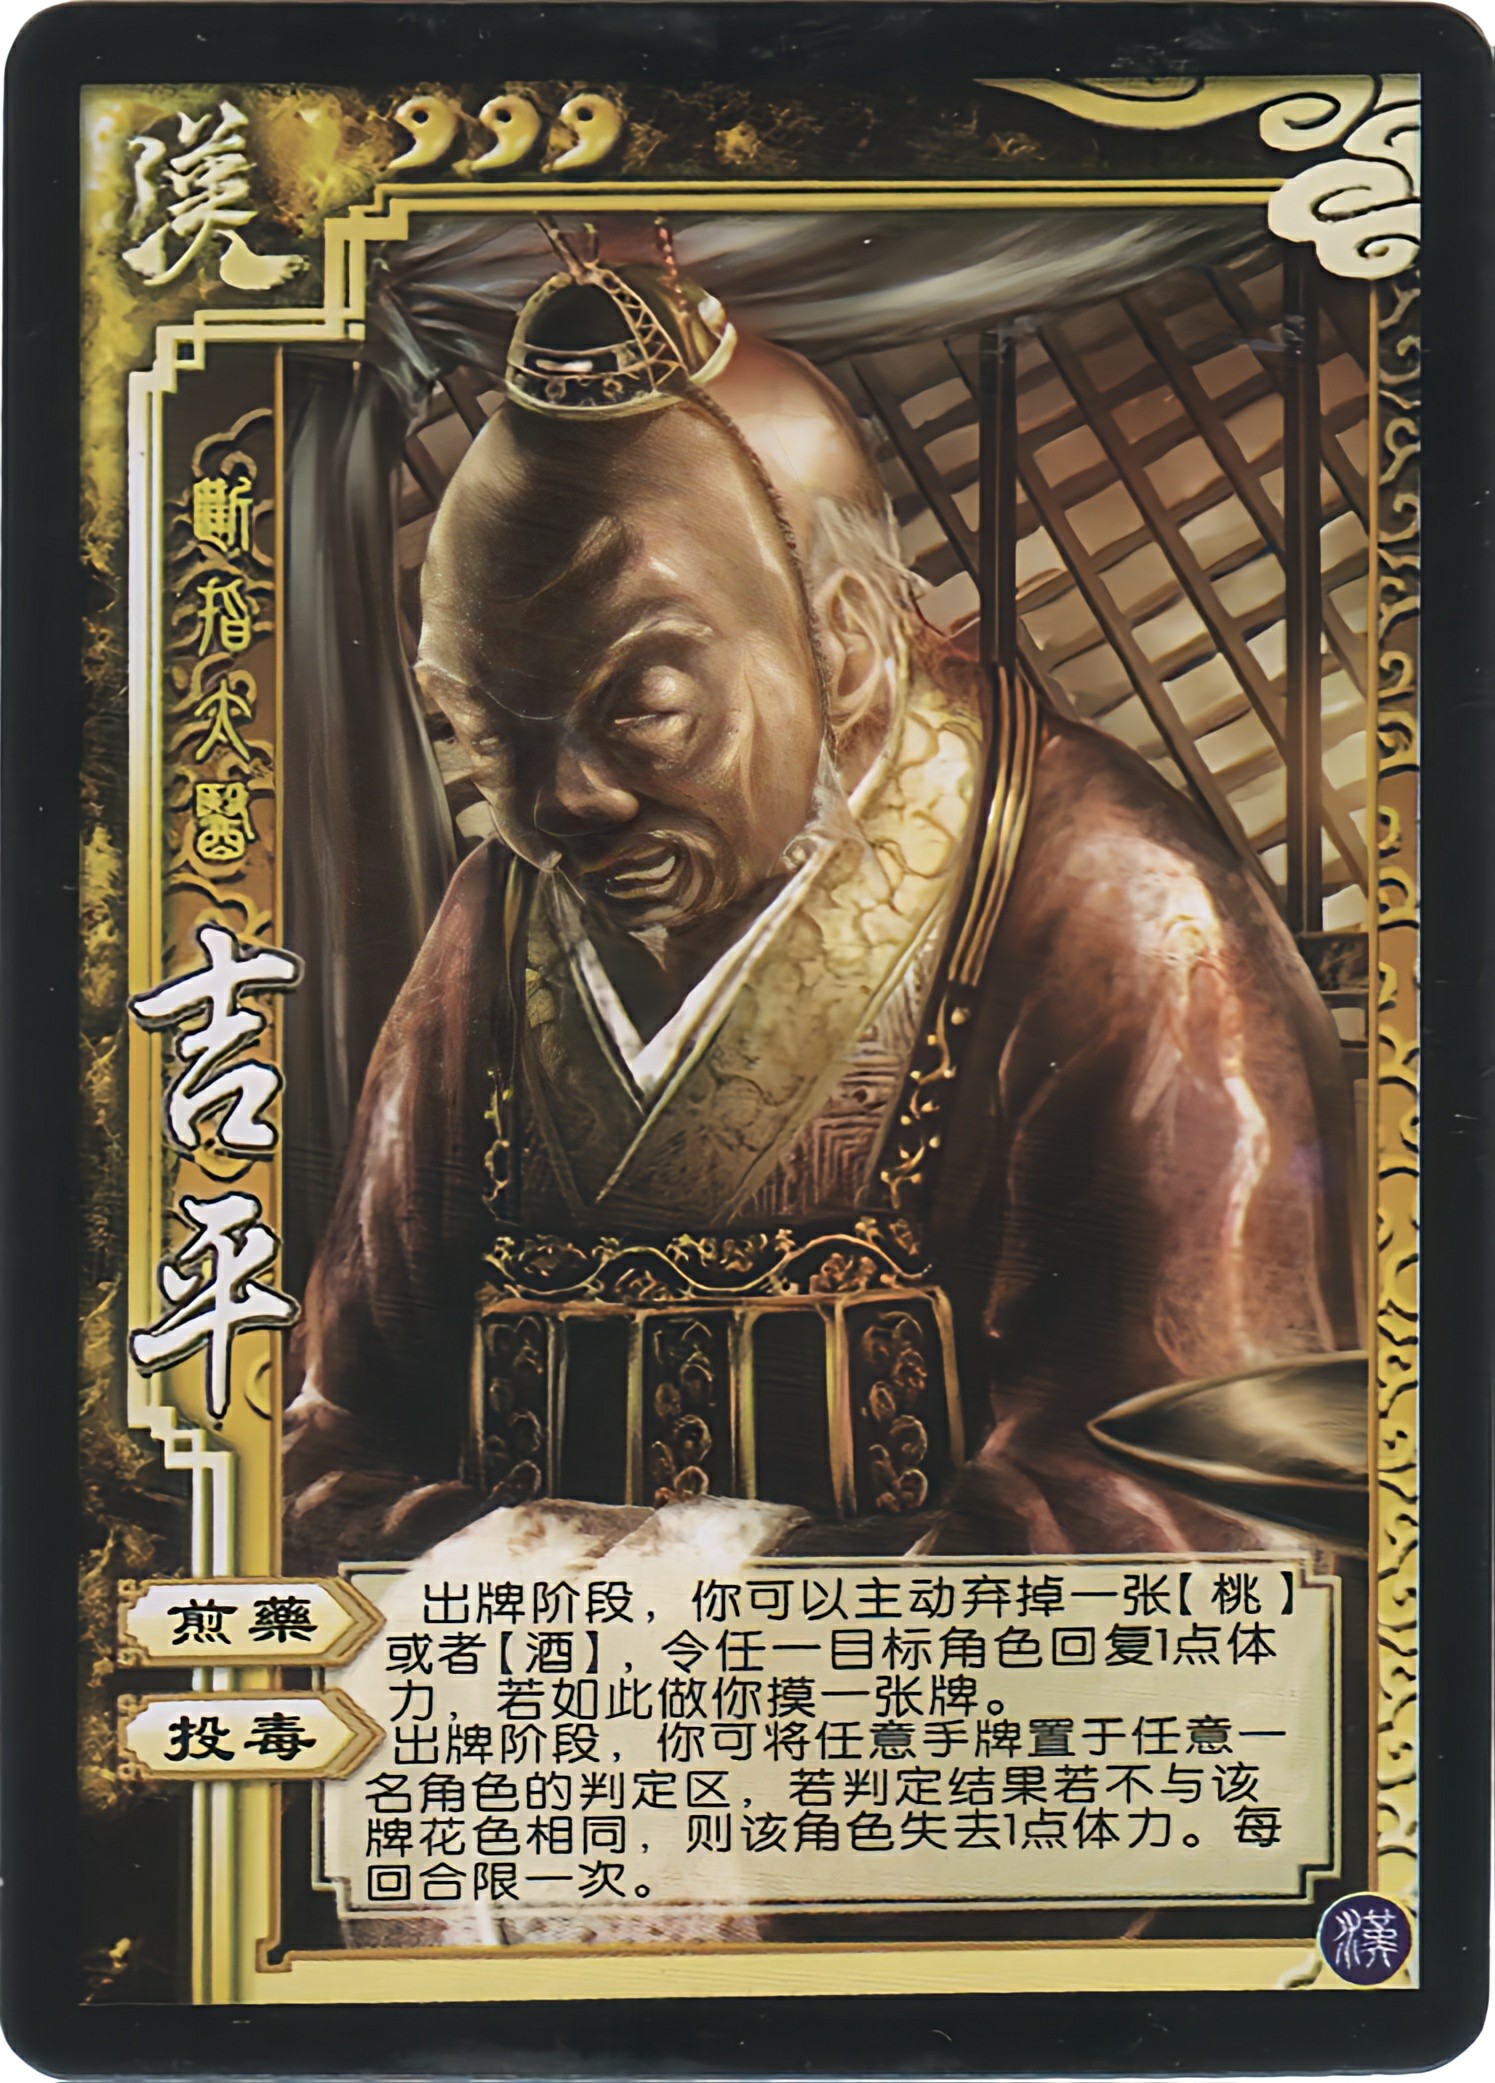 漢
斷指太醫
吉平
煎藥
出牌阶段，你可以主动弃掉一张【桃】
或者【酒】，令任一目标角色回复1点体
力，若如此做你摸一张牌。
投毒
出牌阶段，你可将任意手牌置于任意一
名角色的判定区，若判定结果若不与该
牌花色相同，则该角色失去1点体力。每
回合限一次。
漢